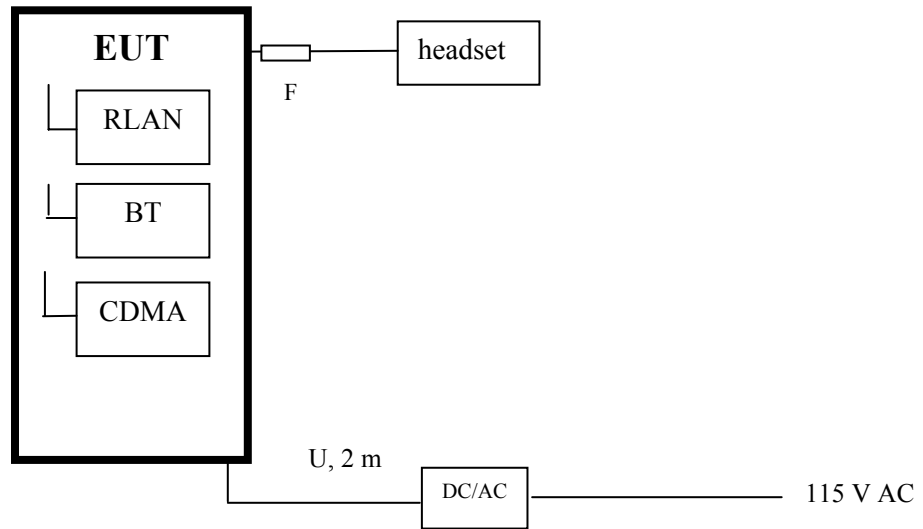 EUT
headset
F
RLAN
BT
CDMA
U, 2 m
DC/AC
115 V AC